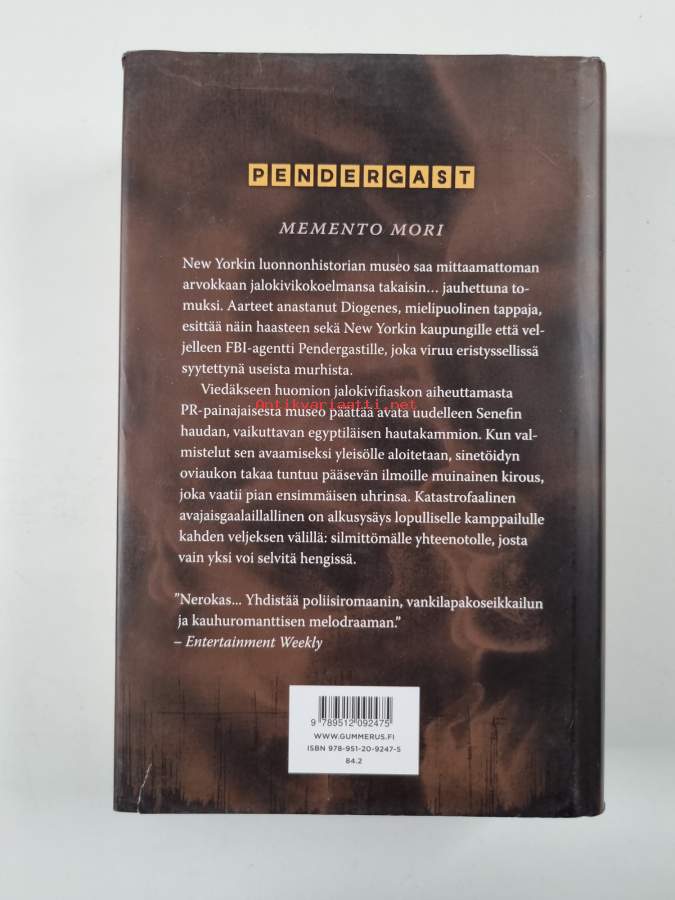 PENDERGAST
MEMENTO MORI
New Yorkin luonnonhistorian museo saa mittaamattoman
arvokkaan jalokivikokoelmansa takaisin… jauhettuna to-
muksi. Aarteet anastanut Diogenes, mielipuolinen tappaja,
esittää näin haasteen sekä New Yorkin kaupungille että vel-
jelleen FBI-agentti Pendergastille, joka viruu eristyssellissä
syytettynä useista murhista.
Viedäkseen huomion jalokivifiaskon aiheuttamasta
Antikvariaatti.net
PR-painajaisesta museo päättää avata uudelleen Senefin
haudan, vaikuttavan egyptiläisen hautakammion. Kun val-
mistelut sen avaamiseksi yleisölle aloitetaan, sinetöidyn
oviaukon takaa tuntuu pääsevän ilmoille muinainen kirous,
joka vaatii pian ensimmäisen uhrinsa. Katastrofaalinen
avajaisgaalaillallinen on alkusysäys lopulliselle kamppailulle
kahden veljeksen välillä: silmittömälle yhteenotolle, josta
vain yksi voi selvitä hengissä.
”Nerokas… Yhdistää poliisiromaanin, vankilapakoseikkailun
ja kauhuromanttisen melodraaman.”
– Entertainment Weekly
9 789512 092475
WWW.GUMMERUS.FI
ISBN 978-951-20-9247-5
84.2